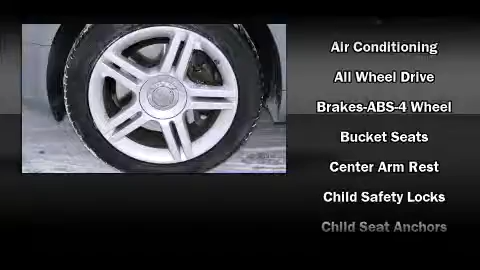 Air Conditioning
All Wheel Drive
Brakes-ABS-4 Wheel
Bucket Seats
Center Arm Rest
Child Safety Locks
Child Seat Anchors